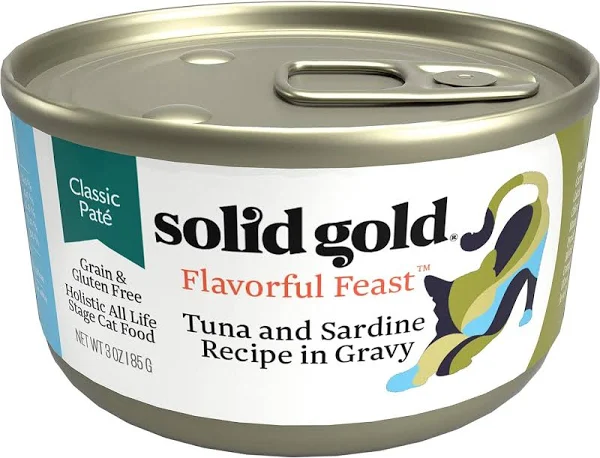 Classic
Paté
solid gold®
Flavorful Feast™
Grain &
Gluten Free
Holistic All Life
Stage Cat Food
NET WT 3 OZ | 85 G
Tuna and Sardine
Recipe in Gravy